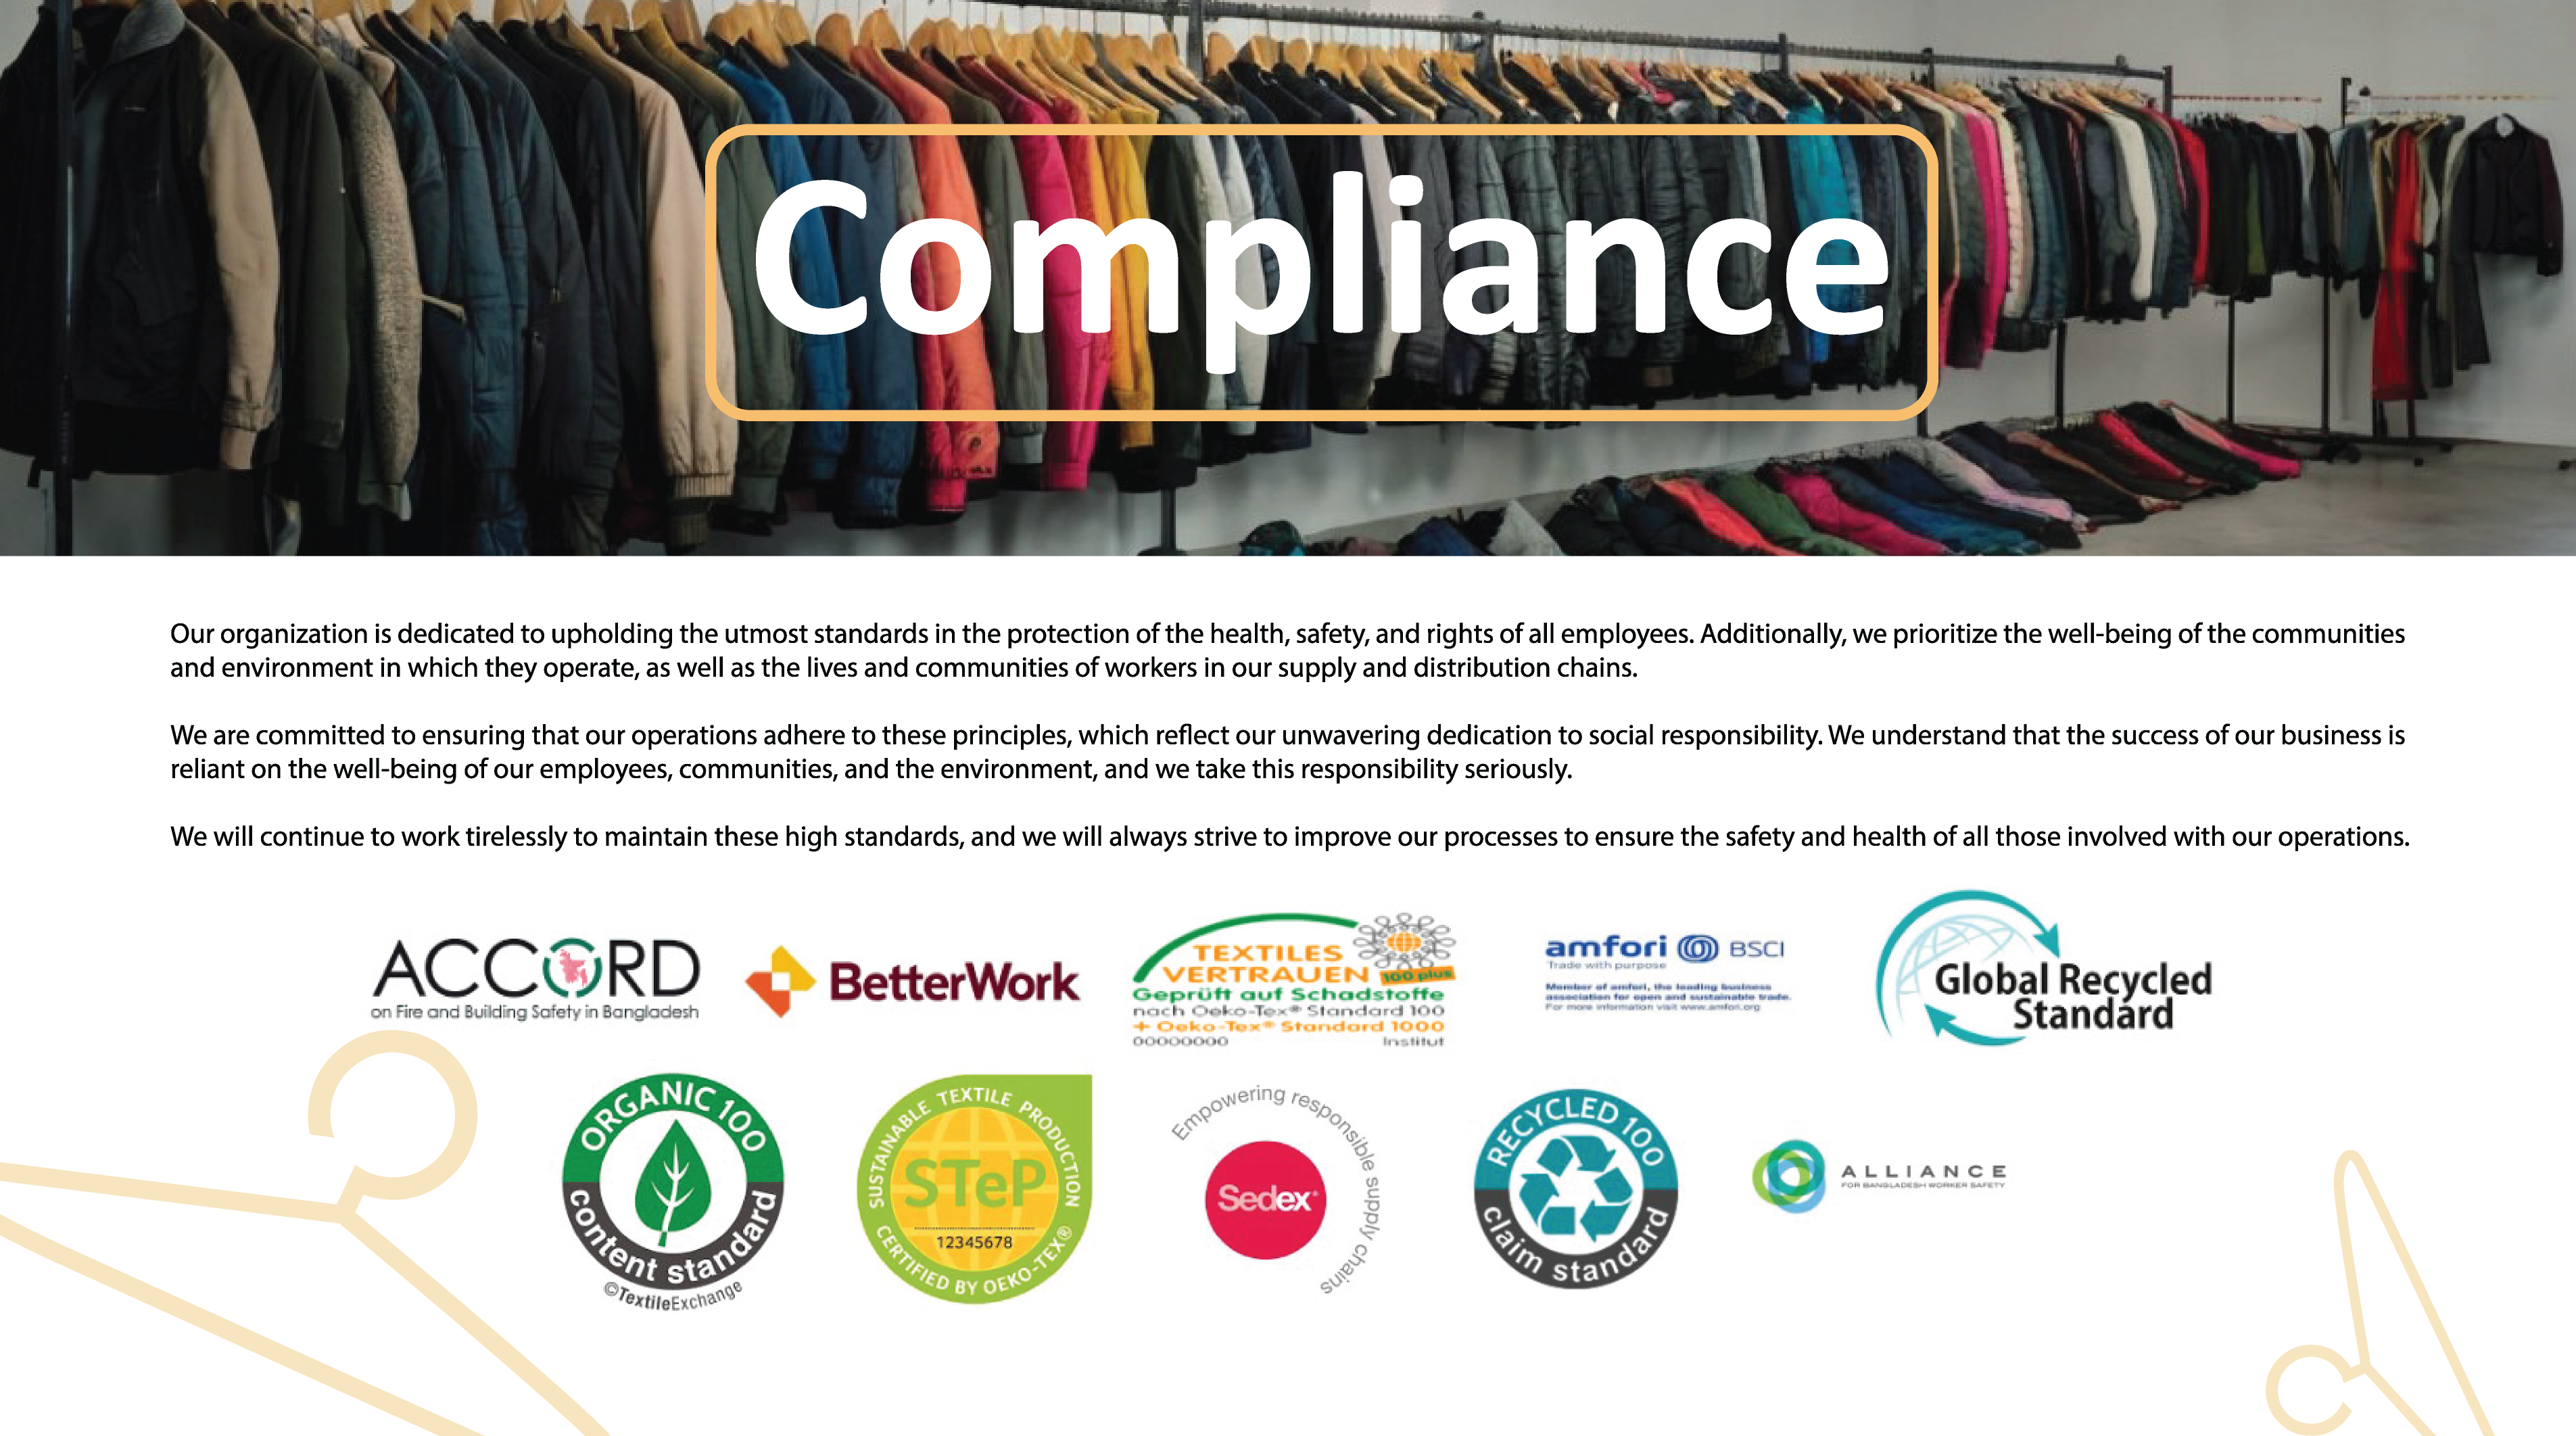 Compliance
Our organization is dedicated to upholding the utmost standards in the protection of the health, safety, and rights of all employees. Additionally, we prioritize the well-being of the communities
and environment in which they operate, as well as the lives and communities of workers in our supply and distribution chains.
We are committed to ensuring that our operations adhere to these principles, which reflect our unwavering dedication to social responsibility. We understand that the success of our business is
reliant on the well-being of our employees, communities, and the environment, and we take this responsibility seriously.
We will continue to work tirelessly to maintain these high standards, and we will always strive to improve our processes to ensure the safety and health of all those involved with our operations.
ACCORD
on Fire and Building Safety in Bangladesh
BetterWork
TEXTILES
VERTRAUEN 100 plus
Geprüft auf Schadstoffe
nach Oeko-Tex® Standard 100
+ Oeko-Tex® Standard 1000
00000000 Institut
amfori BSCI
Trade with purpose
Member of amfori, the leading business
association for open and sustainable trade.
For more information visit www.amfori.org
Global Recycled
Standard
ORGANIC 100
content standard
©TextileExchange
SUSTAINABLE TEXTILE PRODUCTION
STeP
12345678
CERTIFIED BY OEKO-TEX®
Empowering responsible supply chains
Sedex®
RECYCLED 100
claim standard
ALLIANCE
FOR BANGLADESH WORKER SAFETY